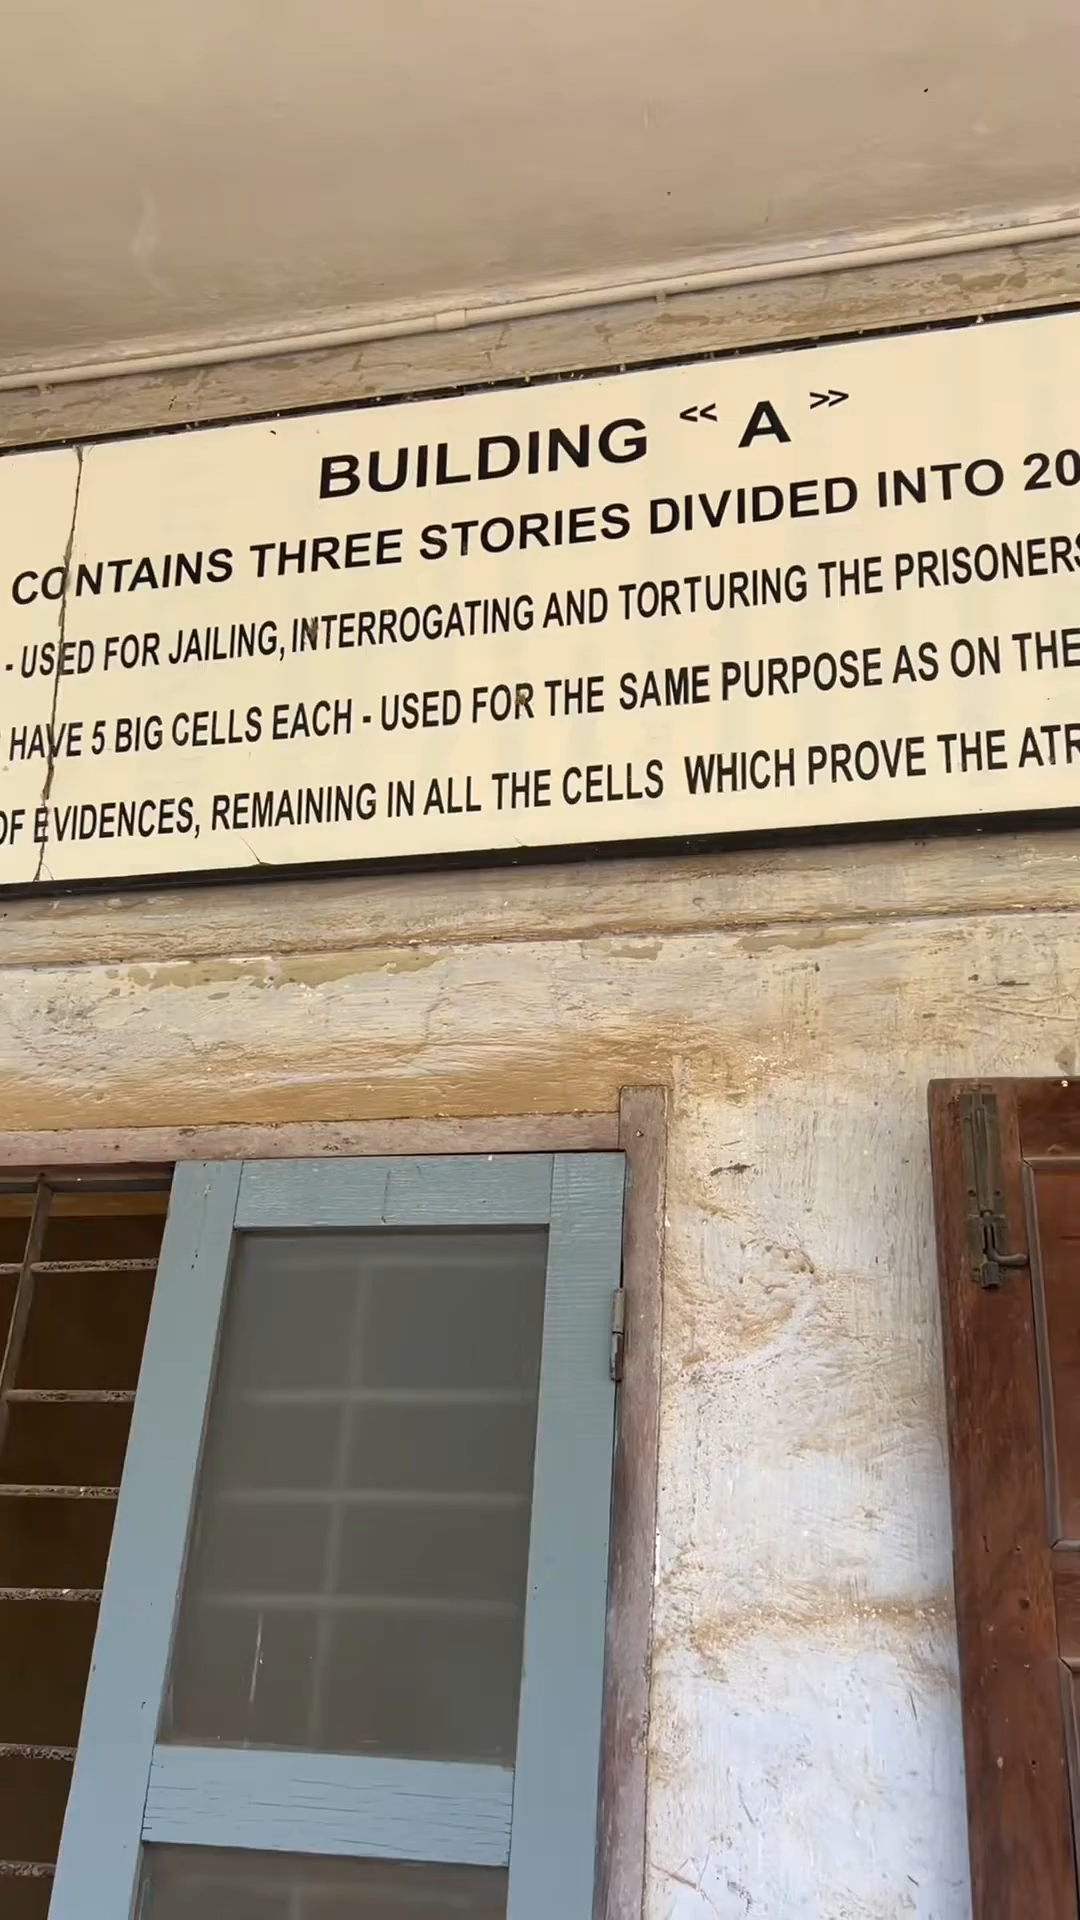 BUILDING « A »
CONTAINS THREE STORIES DIVIDED INTO 20
- USED FOR JAILING, INTERROGATING AND TORTURING THE PRISONERS
HAVE 5 BIG CELLS EACH - USED FOR THE SAME PURPOSE AS ON THE
OF EVIDENCES, REMAINING IN ALL THE CELLS WHICH PROVE THE